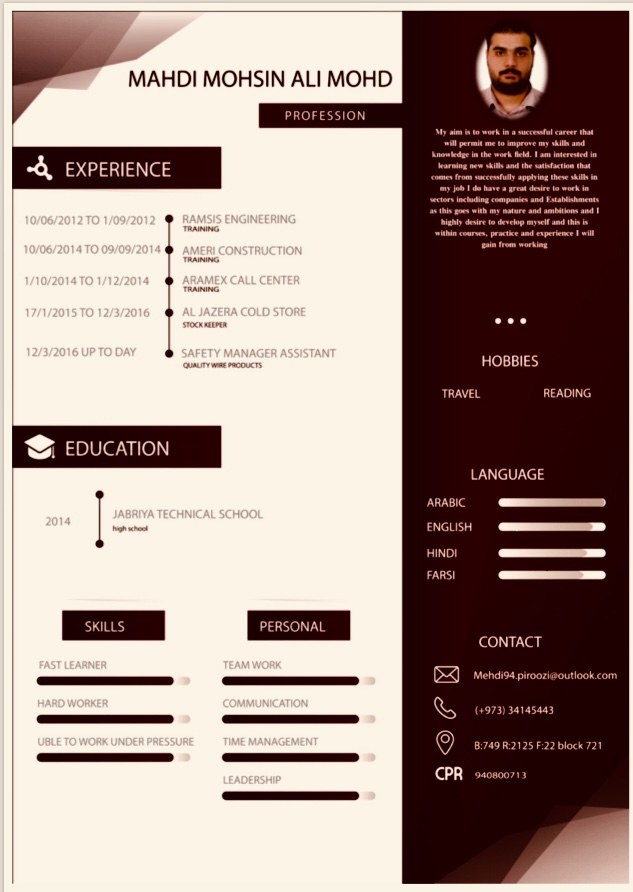 MAHDI MOHSIN ALI MOHD
PROFESSION
EXPERIENCE
10/06/2012 TO 1/09/2012 RAMSIS ENGINEERING
TRAINING
10/06/2014 TO 09/09/2014 AMERI CONSTRUCTION
TRAINING
1/10/2014 TO 1/12/2014 ARAMEX CALL CENTER
TRAINING
17/1/2015 TO 12/3/2016 AL JAZERA COLD STORE
STOCK KEEPER
12/3/2016 UP TO DAY SAFETY MANAGER ASSISTANT
QUALITY WIRE PRODUCTS
EDUCATION
2014 JABRIYA TECHNICAL SCHOOL
high school
SKILLS
FAST LEARNER
HARD WORKER
UBLE TO WORK UNDER PRESSURE
PERSONAL
TEAM WORK
COMMUNICATION
TIME MANAGEMENT
LEADERSHIP
My aim is to work in a successful career that
will permit me to improve my skills and
knowledge in the work field. I am interested in
learning new skills and the satisfaction that
comes from successfully applying these skills in
my job I do have a great desire to work in
sectors including companies and Establishments
as this goes with my nature and ambitions and I
highly desire to develop myself and this is
within courses, practice and experience I will
gain from working
HOBBIES
TRAVEL READING
LANGUAGE
ARABIC
ENGLISH
HINDI
FARSI
CONTACT
Mehdi94.piroozi@outlook.com
(+973) 34145443
B:749 R:2125 F:22 block 721
CPR 940800713